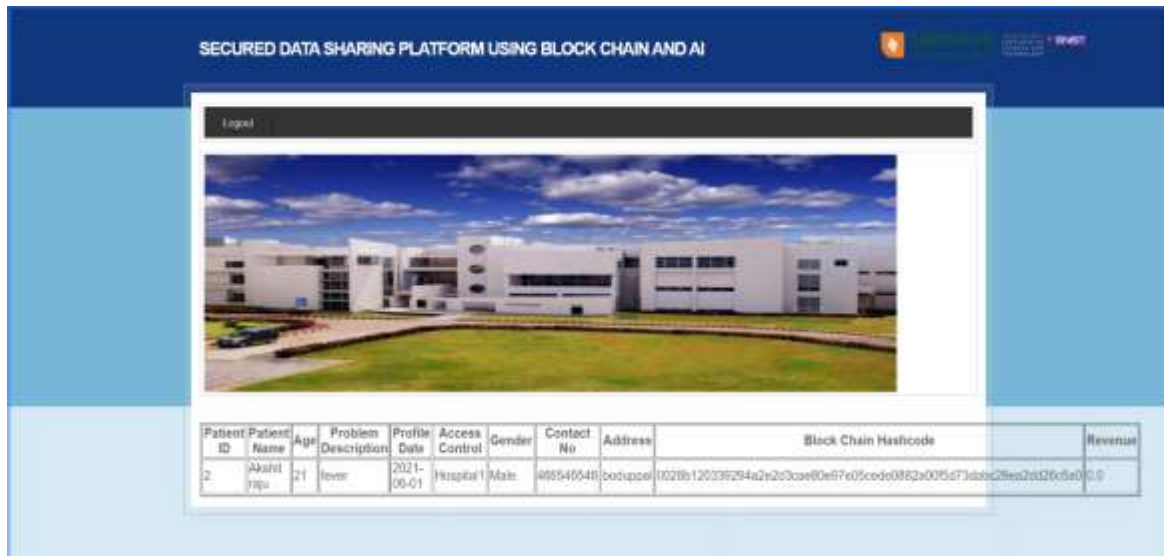 SECURED DATA SHARING PLATFORM USING BLOCK CHAIN AND AI
Logout
Patient ID Patient Name Age Problem Description Profile Date Access Control Gender Contact No Address Block Chain Hashcode Revenue
2 Akshit raju 21 fever 2021-06-01 Hospital1 Male boduppal 0.0